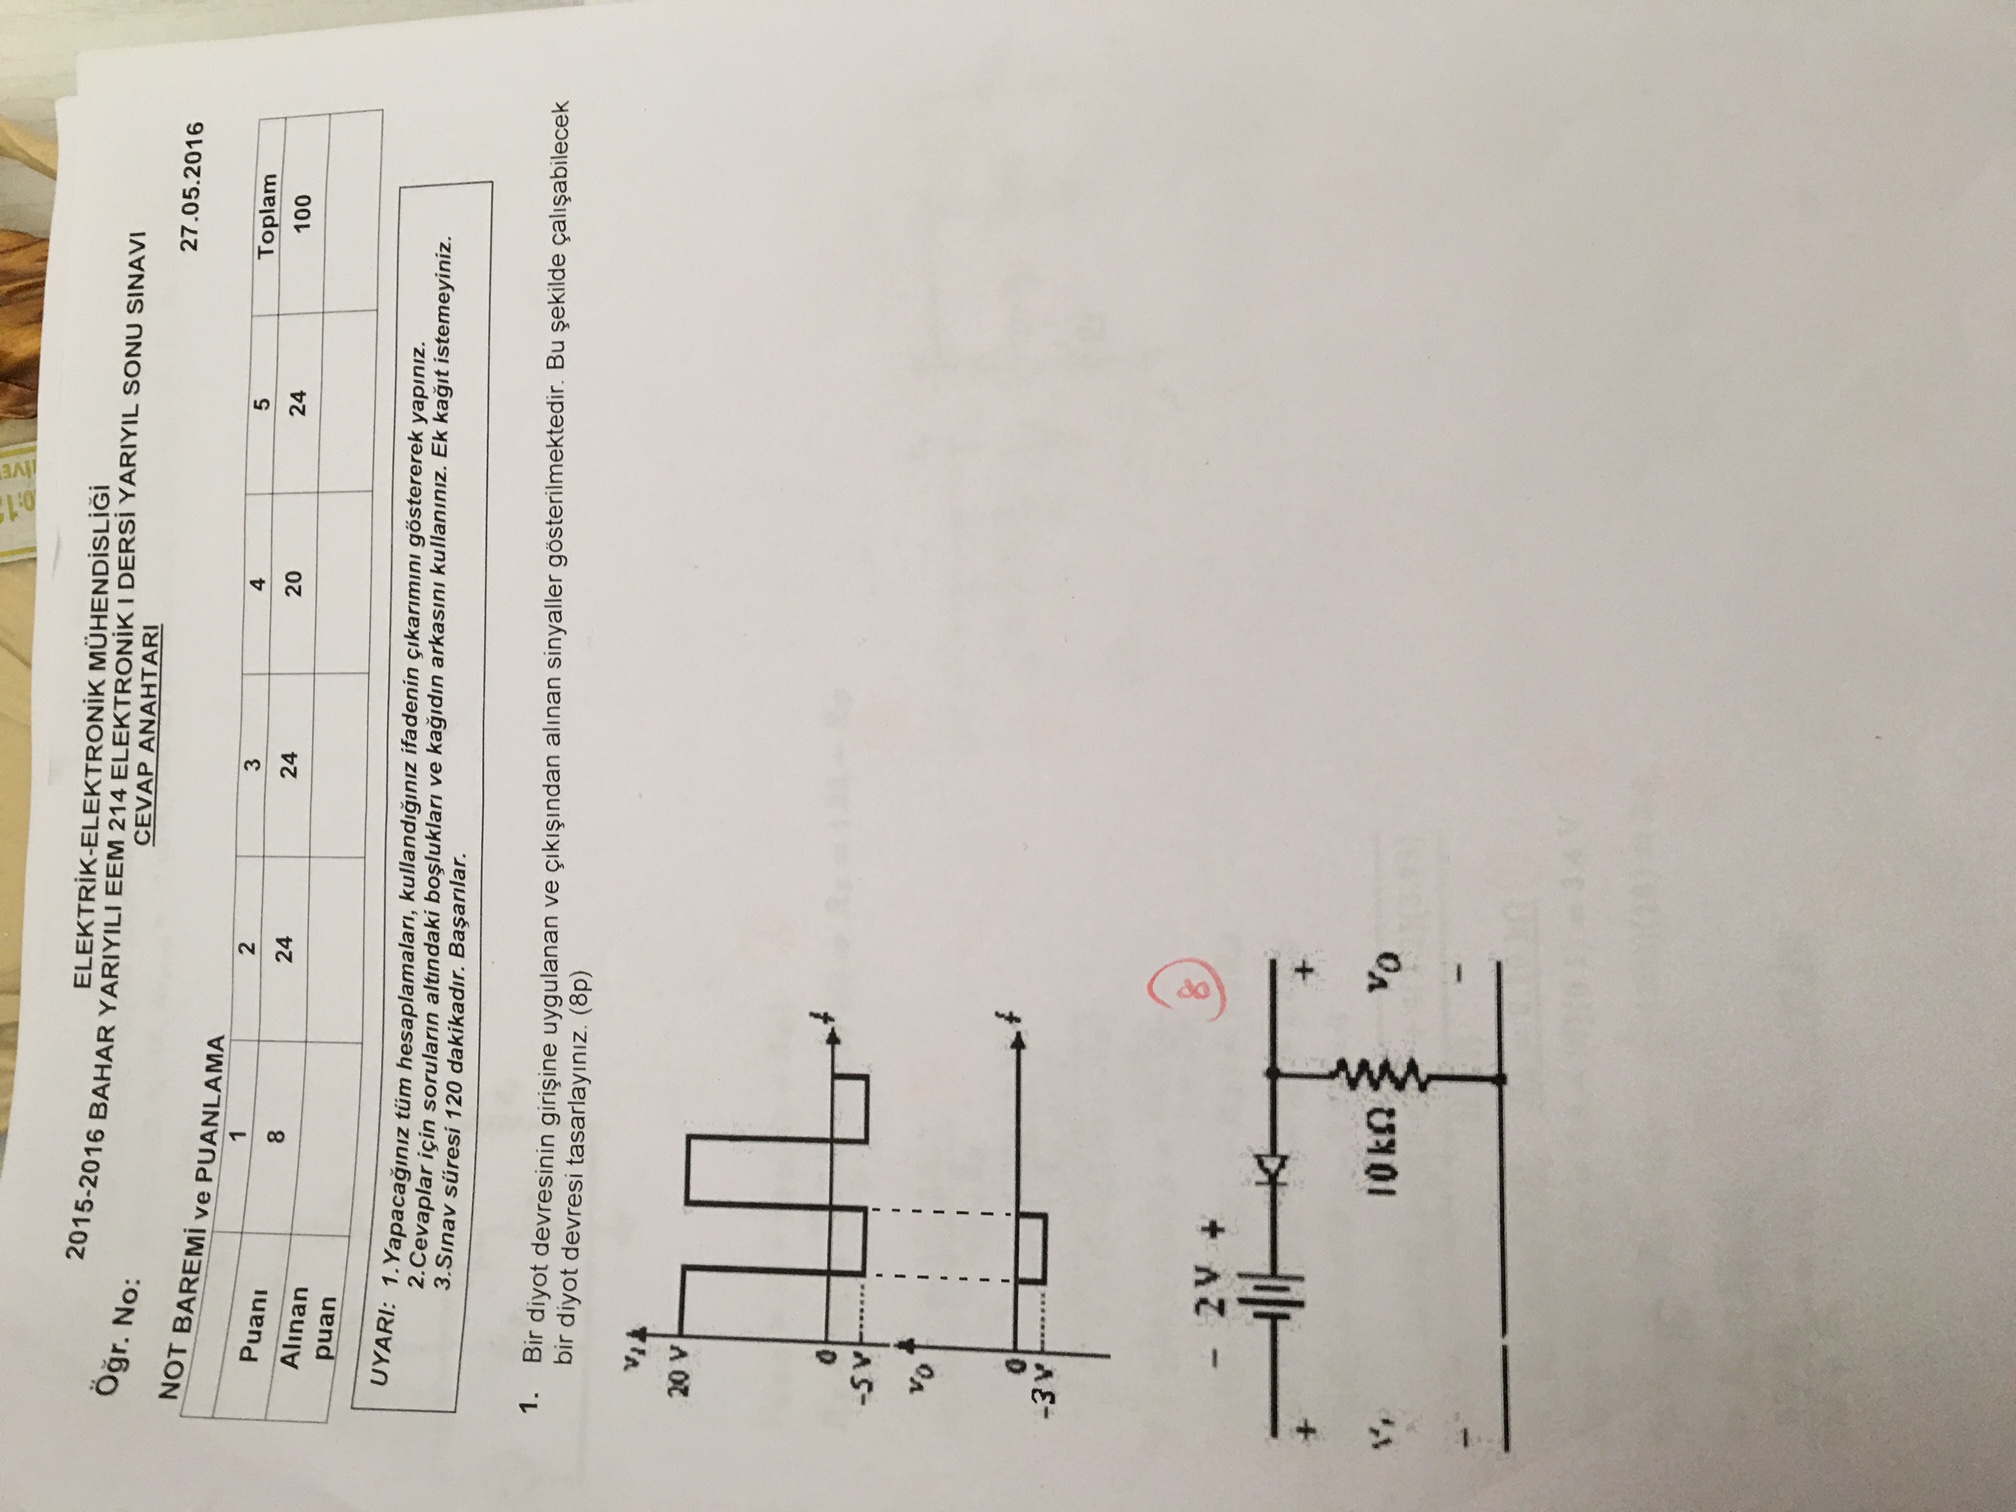 ELEKTRİK-ELEKTRONİK MÜHENDİSLİĞİ
2015-2016 BAHAR YARIYILI EEM 214 ELEKTRONİK I DERSİ YARIYIL SONU SINAVI
CEVAP ANAHTARI
27.05.2016
Öğr. No:
NOT BAREMİ ve PUANLAMA
1 2 3 4 5 Toplam
Puanı 8 24 24 20 24 100
Alınan
puan
UYARI: 1.Yapacağınız tüm hesaplamaları, kullandığınız ifadenin çıkarımını göstererek yapınız.
2.Cevaplar için soruların altındaki boşlukları ve kağıdın arkasını kullanınız. Ek kağıt istemeyiniz.
3.Sınav süresi 120 dakikadır. Başarılar.
1. Bir diyot devresinin girişine uygulanan ve çıkışından alınan sinyaller gösterilmektedir. Bu şekilde çalışabilecek
bir diyot devresi tasarlayınız. (8p)
v₁
20 V
0
-5 V
t
v₀
0
-3 V
t
8
- 2 V +
+ +
v₁ 10 kΩ v₀
- -